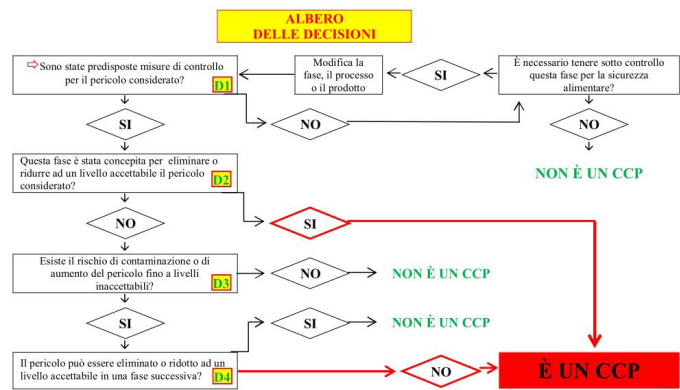 ALBERO
DELLE DECISIONI
⇨Sono state predisposte misure di controllo
per il pericolo considerato?
D1
Modifica la
fase, il processo
o il prodotto
SI
È necessario tenere sotto controllo
questa fase per la sicurezza
alimentare?
SI
NO
NO
NON È UN CCP
Questa fase è stata concepita per eliminare o
ridurre ad un livello accettabile il pericolo
considerato?
D2
NO
SI
Esiste il rischio di contaminazione o di
aumento del pericolo fino a livelli
inaccettabili?
D3
NO
NON È UN CCP
SI
SI
NON È UN CCP
Il pericolo può essere eliminato o ridotto ad un
livello accettabile in una fase successiva?
D4
NO
È UN CCP